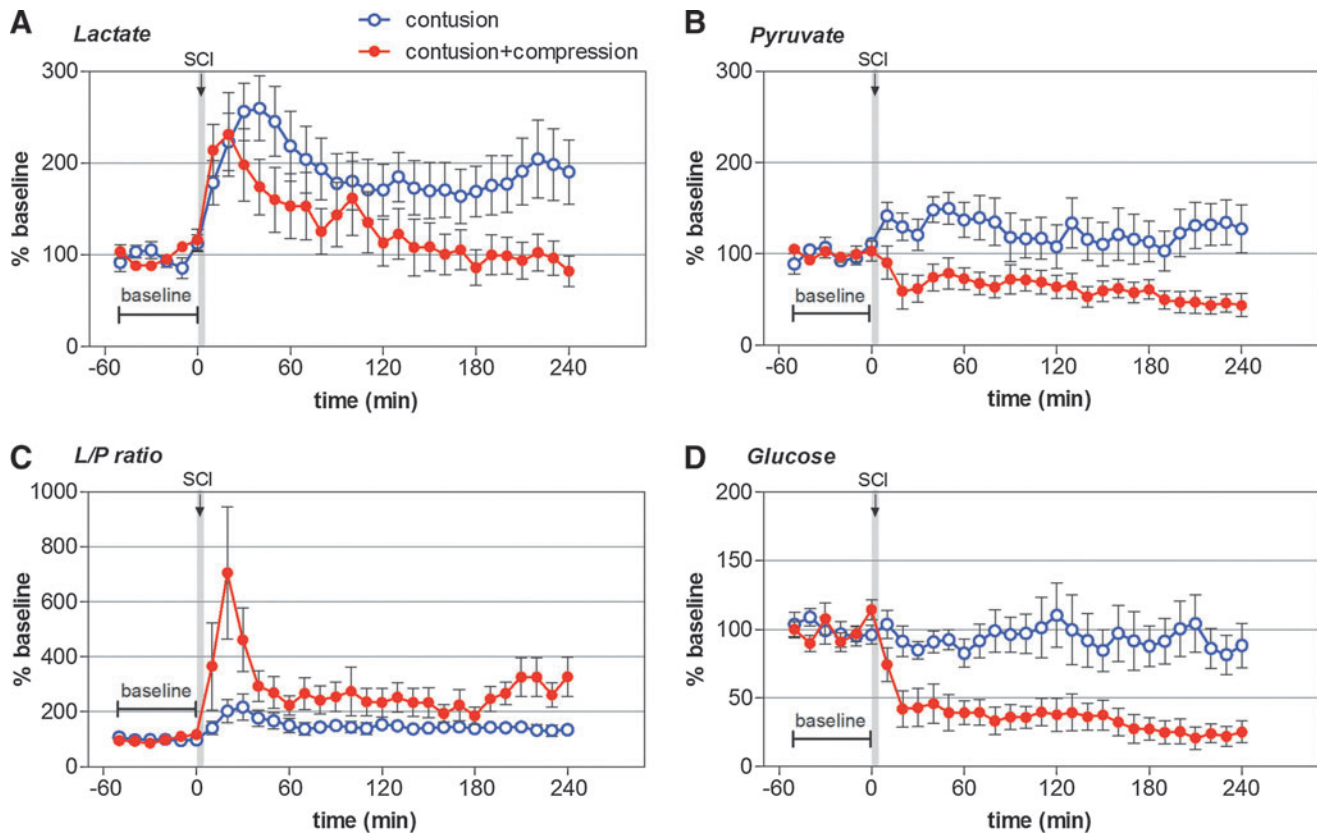 A Lactate
contusion
contusion+compression
SCI
300
200
100
0
% baseline
baseline
-60 0 60 120 180 240
time (min)
B Pyruvate
SCI
300
200
100
0
% baseline
baseline
-60 0 60 120 180 240
time (min)
C L/P ratio
SCI
1000
800
600
400
200
0
% baseline
baseline
-60 0 60 120 180 240
time (min)
D Glucose
SCI
200
150
100
50
0
% baseline
baseline
-60 0 60 120 180 240
time (min)